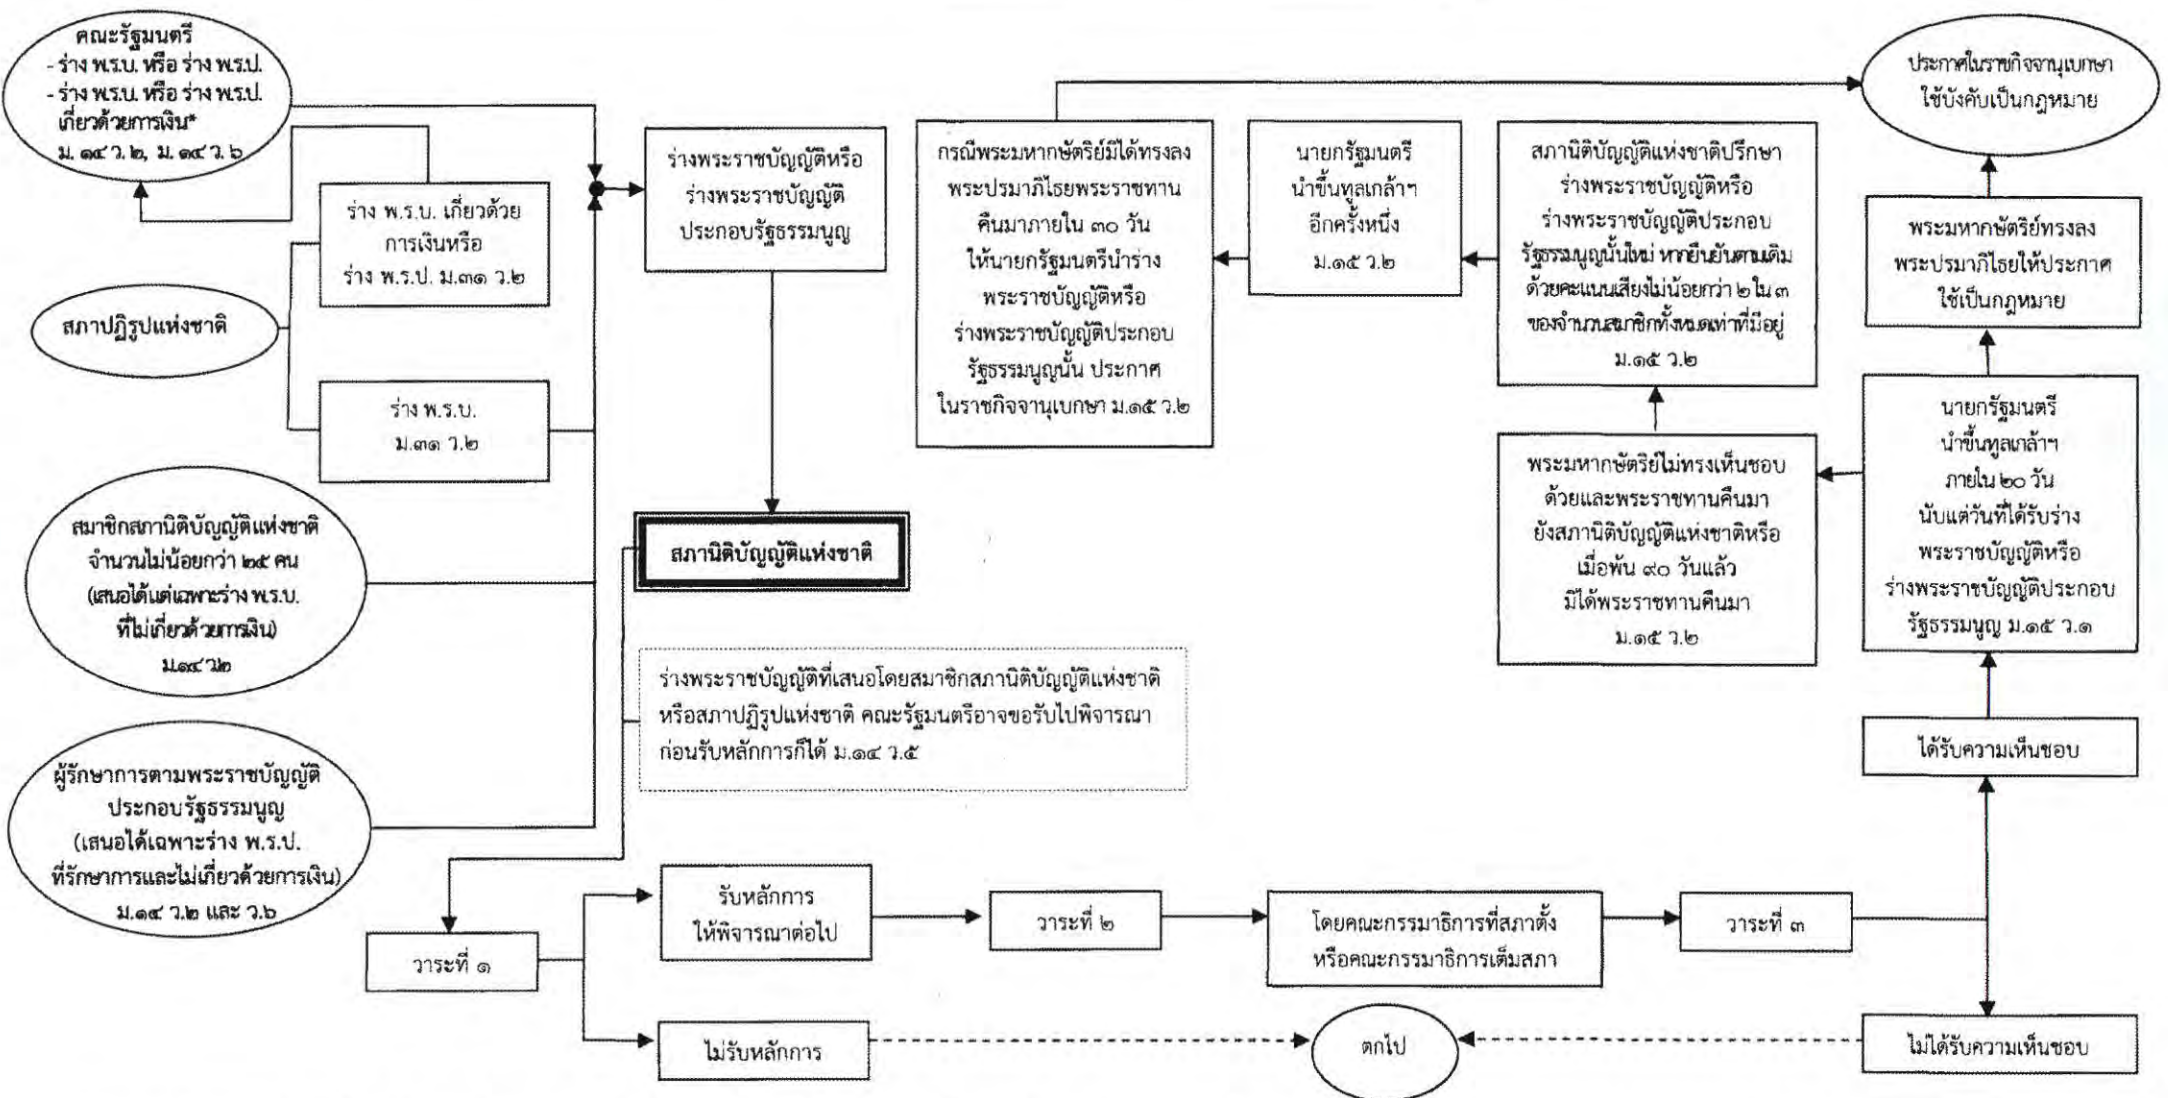 คณะรัฐมนตรี
- ร่าง พ.ร.บ. หรือ ร่าง พ.ร.ป.
- ร่าง พ.ร.บ. หรือ ร่าง พ.ร.ป.
เกี่ยวด้วยการเงิน*
ม. ๑๔ ว. ๒, ม. ๑๔ ว. ๖
ร่าง พ.ร.บ. เกี่ยวด้วย
การเงินหรือ
ร่าง พ.ร.ป. ม.๓๑ ว.๒
สภาปฏิรูปแห่งชาติ
ร่าง พ.ร.บ.
ม.๓๑ ว.๒
สมาชิกสภานิติบัญญัติแห่งชาติ
จำนวนไม่น้อยกว่า ๒๕ คน
(เสนอได้แต่เฉพาะร่าง พ.ร.บ.
ที่ไม่เกี่ยวด้วยการเงิน)
ม.๑๔ ว.๒
ผู้รักษาการตามพระราชบัญญัติ
ประกอบรัฐธรรมนูญ
(เสนอได้เฉพาะร่าง พ.ร.ป.
ที่รักษาการและไม่เกี่ยวด้วยการเงิน)
ม.๑๔ ว.๒ และ ว.๖
ร่างพระราชบัญญัติหรือ
ร่างพระราชบัญญัติ
ประกอบรัฐธรรมนูญ
สภานิติบัญญัติแห่งชาติ
ร่างพระราชบัญญัติที่เสนอโดยสมาชิกสภานิติบัญญัติแห่งชาติ
หรือสภาปฏิรูปแห่งชาติ คณะรัฐมนตรีอาจขอรับไปพิจารณา
ก่อนรับหลักการก็ได้ ม.๑๔ ว.๕
วาระที่ ๑
รับหลักการ
ให้พิจารณาต่อไป
ไม่รับหลักการ
วาระที่ ๒
โดยคณะกรรมาธิการที่สภาตั้ง
หรือคณะกรรมาธิการเต็มสภา
วาระที่ ๓
ตกไป
ไม่ได้รับความเห็นชอบ
ได้รับความเห็นชอบ
นายกรัฐมนตรี
นำขึ้นทูลเกล้าฯ
ภายใน ๒๐ วัน
นับแต่วันที่ได้รับร่าง
พระราชบัญญัติหรือ
ร่างพระราชบัญญัติประกอบ
รัฐธรรมนูญ ม.๑๕ ว.๑
พระมหากษัตริย์ทรงลง
พระปรมาภิไธยให้ประกาศ
ใช้เป็นกฎหมาย
ประกาศในราชกิจจานุเบกษา
ใช้บังคับเป็นกฎหมาย
พระมหากษัตริย์ไม่ทรงเห็นชอบ
ด้วยและพระราชทานคืนมา
ยังสภานิติบัญญัติแห่งชาติหรือ
เมื่อพ้น ๙๐ วันแล้ว
มิได้พระราชทานคืนมา
ม.๑๕ ว.๒
สภานิติบัญญัติแห่งชาติปรึกษา
ร่างพระราชบัญญัติหรือ
ร่างพระราชบัญญัติประกอบ
รัฐธรรมนูญนั้นใหม่ หากยืนยันตามเดิม
ด้วยคะแนนเสียงไม่น้อยกว่า ๒ ใน ๓
ของจำนวนสมาชิกทั้งหมดเท่าที่มีอยู่
ม.๑๕ ว.๒
นายกรัฐมนตรี
นำขึ้นทูลเกล้าฯ
อีกครั้งหนึ่ง
ม.๑๕ ว.๒
กรณีพระมหากษัตริย์มิได้ทรงลง
พระปรมาภิไธยพระราชทาน
คืนมาภายใน ๓๐ วัน
ให้นายกรัฐมนตรีนำร่าง
พระราชบัญญัติหรือ
ร่างพระราชบัญญัติประกอบ
รัฐธรรมนูญนั้น ประกาศ
ในราชกิจจานุเบกษา ม.๑๕ ว.๒